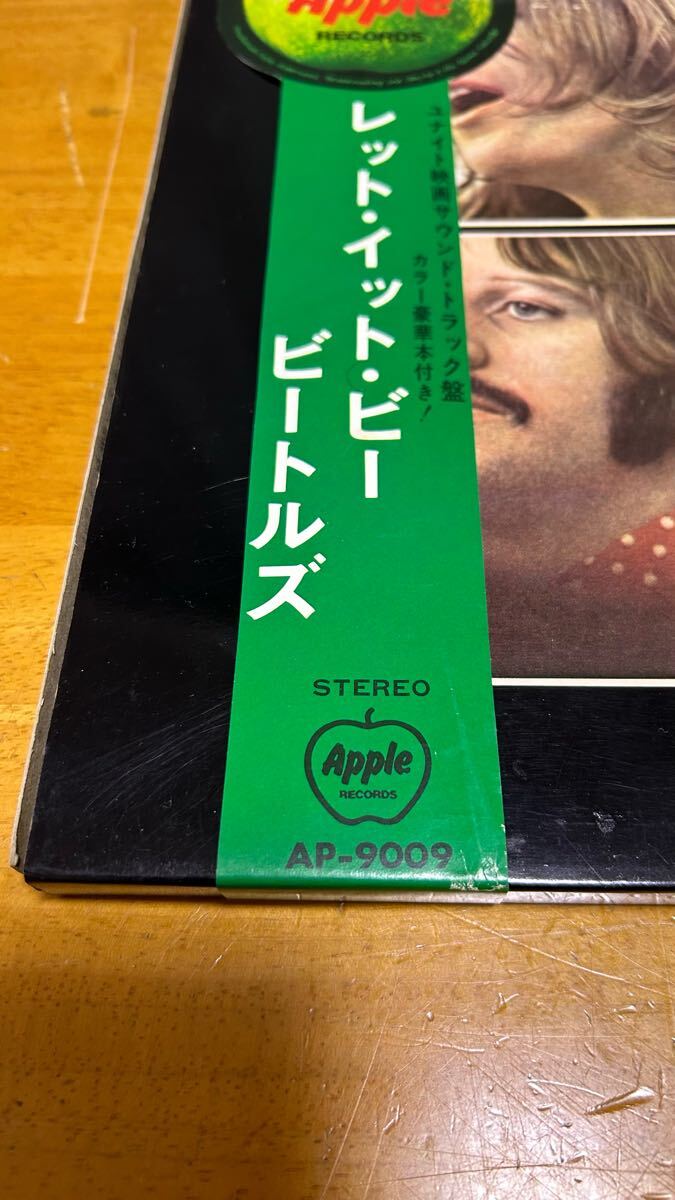 Apple
RECORDS
ユナイト映画サウンド・トラック盤
カラー豪華本付き!
レット・イット・ビー
ビートルズ
STEREO
Apple
RECORDS
AP-9009